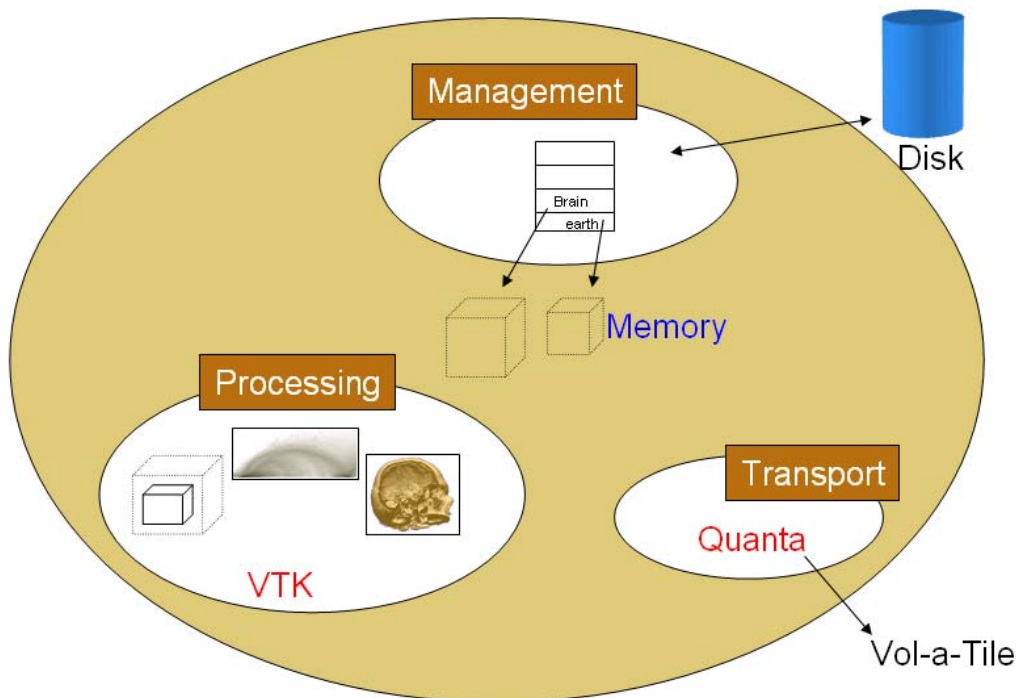 Management
Disk
Brain
earth
Memory
Processing
Transport
Quanta
VTK
Vol-a-Tile